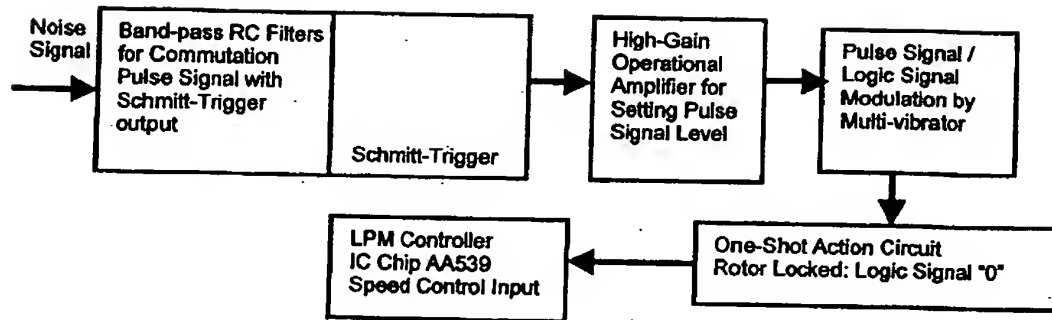 Noise
Signal
Band-pass RC Filters
for Commutation
Pulse Signal with
Schmitt-Trigger
output
Schmitt-Trigger
High-Gain
Operational
Amplifier for
Setting Pulse
Signal Level
Pulse Signal /
Logic Signal
Modulation by
Multi-vibrator
One-Shot Action Circuit
Rotor Locked: Logic Signal "0"
LPM Controller
IC Chip AA539
Speed Control Input